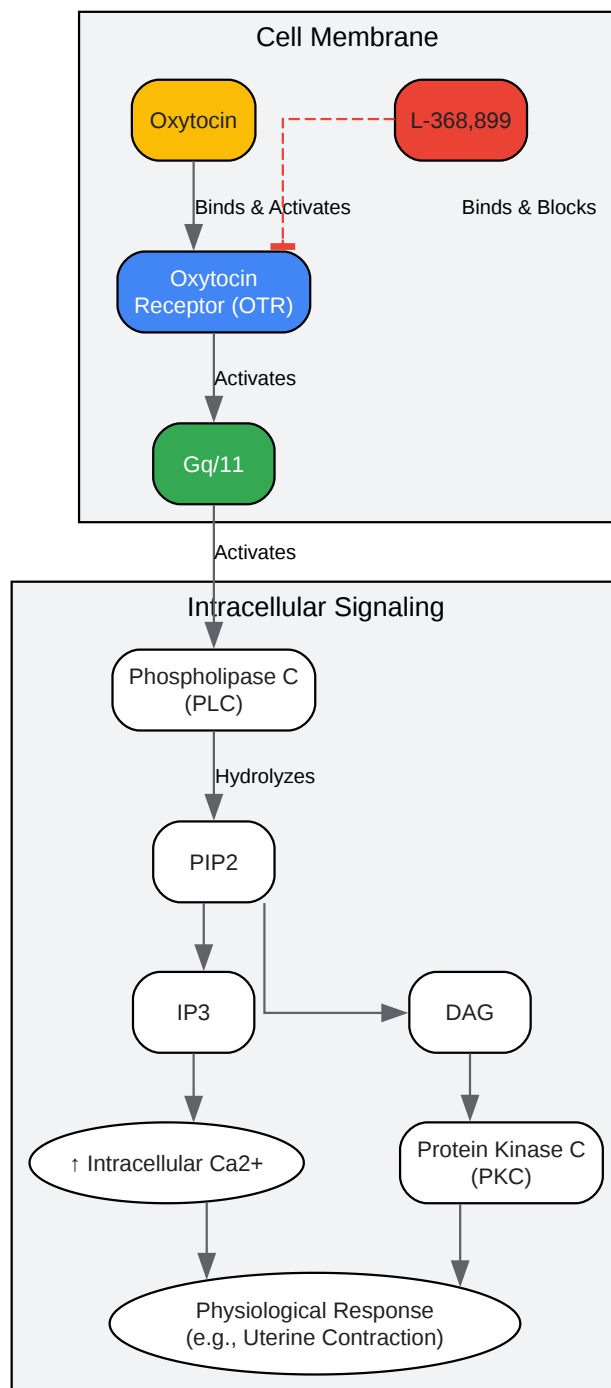 Cell Membrane
Oxytocin
L-368,899
Binds & Activates
Binds & Blocks
Oxytocin
Receptor (OTR)
Activates
Gq/11
Activates
Intracellular Signaling
Phospholipase C
(PLC)
Hydrolyzes
PIP2
IP3
DAG
↑ Intracellular Ca2+
Protein Kinase C
(PKC)
Physiological Response
(e.g., Uterine Contraction)